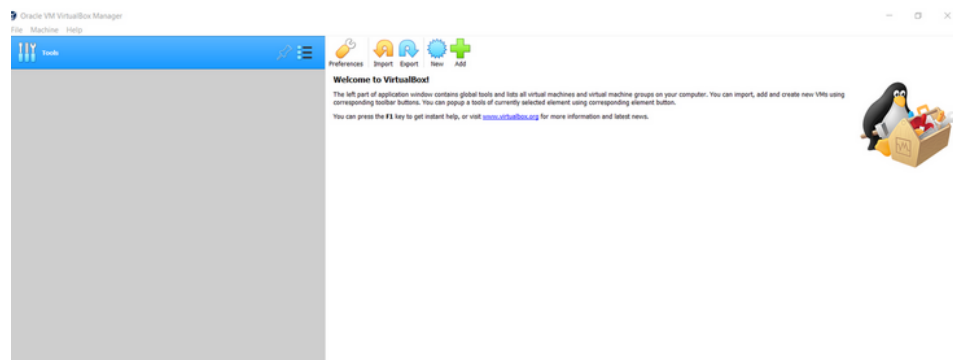 Oracle VM VirtualBox Manager
File Machine Help
Tools
Preferences Import Export New Add
Welcome to VirtualBox!
The left part of application window contains global tools and lists all virtual machines and virtual machine groups on your computer. You can import, add and create new VMs using
corresponding toolbar buttons. You can popup a tools of currently selected element using corresponding element button.
You can press the F1 key to get instant help, or visit www.virtualbox.org for more information and latest news.